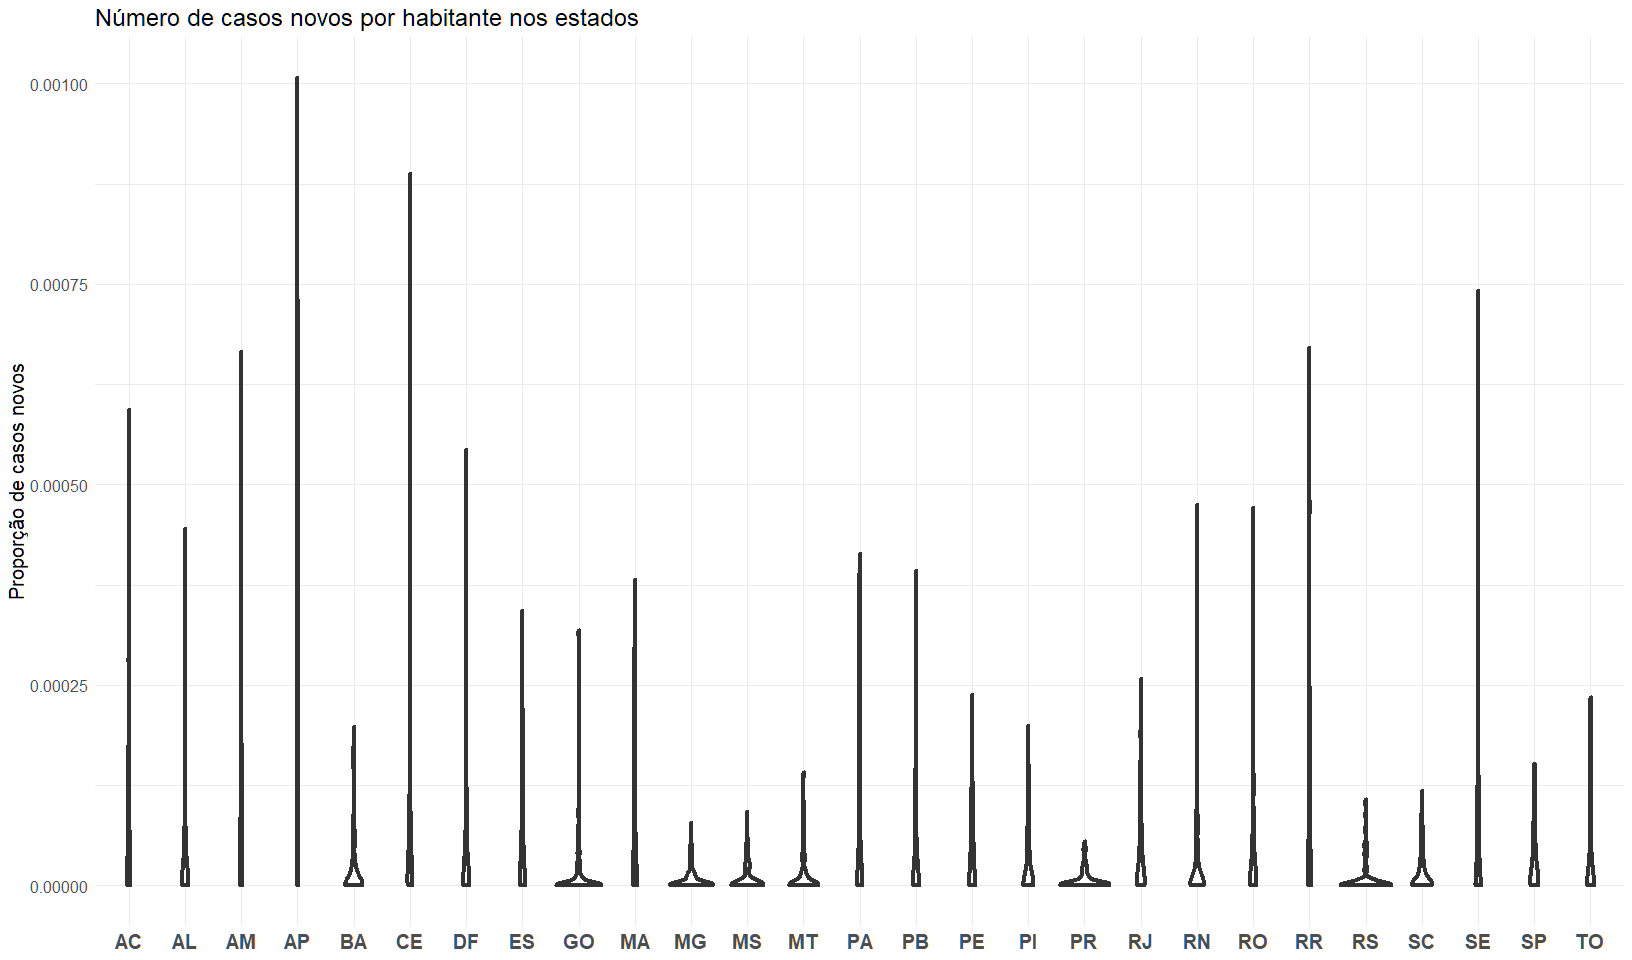 Número de casos novos por habitante nos estados
Proporção de casos novos
0.00100
0.00075
0.00050
0.00025
0.00000
AC AL AM AP BA CE DF ES GO MA MG MS MT PA PB PE PI PR RJ RN RO RR RS SC SE SP TO